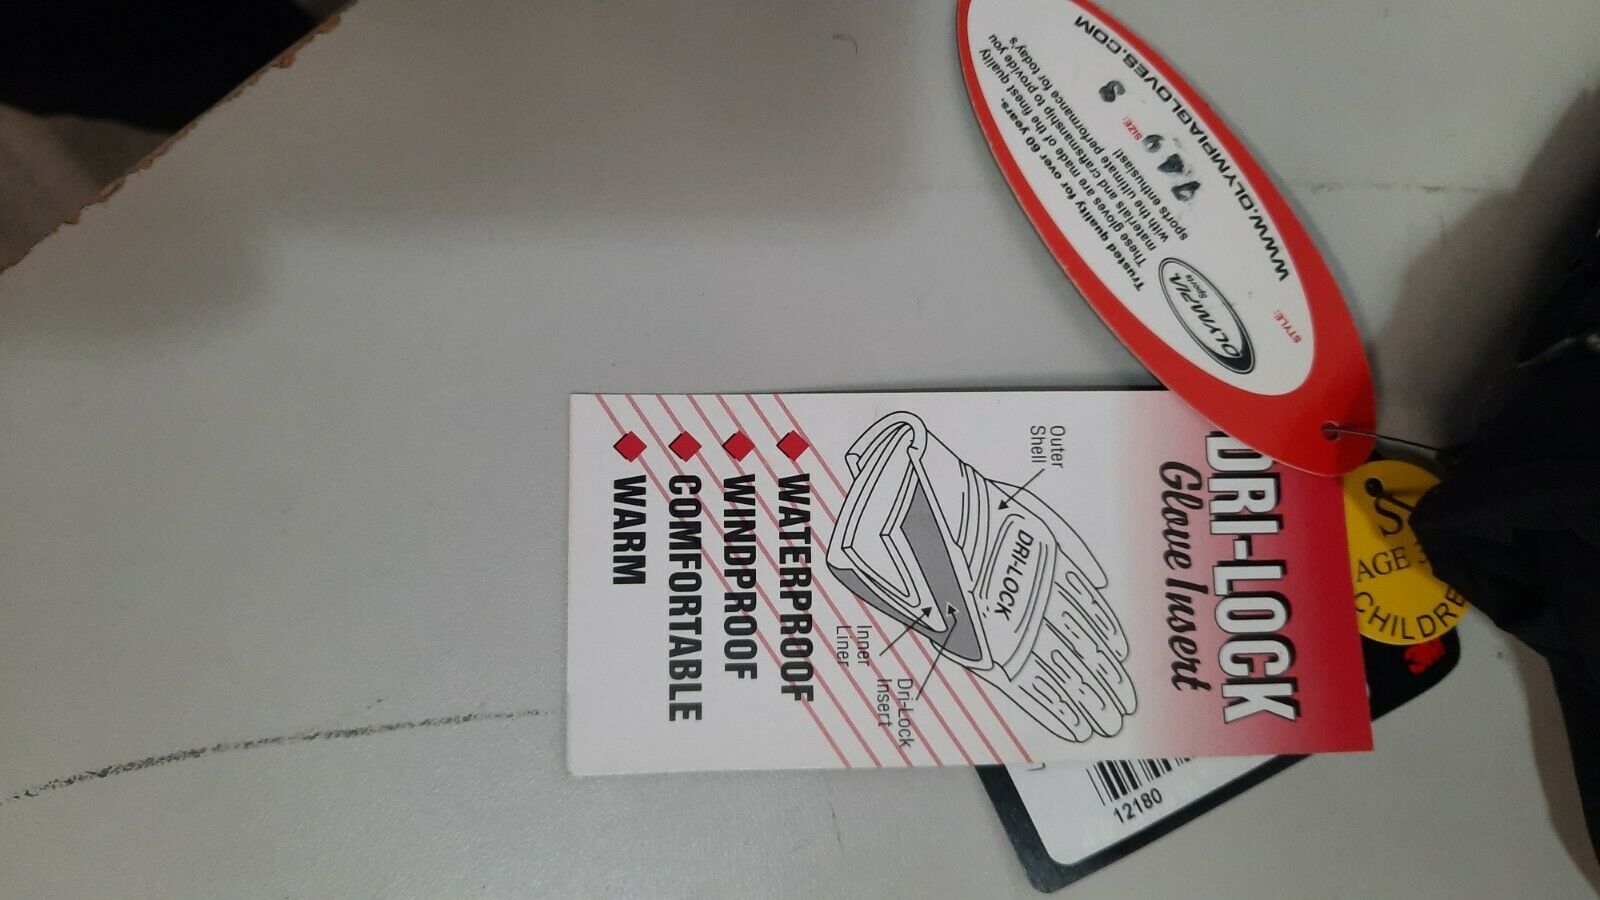 WWW.OLYMPIAGLOVES.COM
STYLE:
SIZE:
OLYMPIA
Sports
Trusted quality for over 60 years.
These gloves are made of the finest quality
materials and craftsmanship to provide you
with the ultimate performance for today's
sports enthusiast!
DRI-LOCK
Glove Insert
Outer
Shell
DRI-LOCK
Inner
Liner
Dri-Lock
Insert
WATERPROOF
WINDPROOF
COMFORTABLE
WARM
AGE
CHILDRE
3M
12180